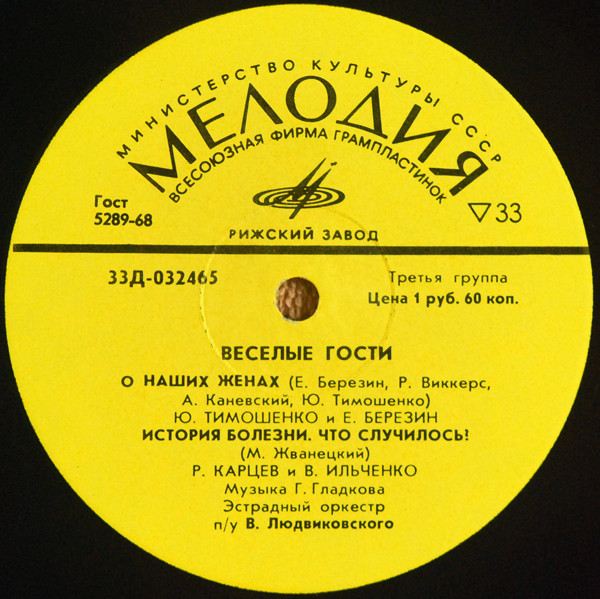 МИНИСТЕРСТВО КУЛЬТУРЫ СССР
МЕЛОДИЯ
ВСЕСОЮЗНАЯ ФИРМА ГРАМПЛАСТИНОК
Гост
5289-68
▽33
РИЖСКИЙ ЗАВОД
33Д-032465
Третья группа
Цена 1 руб. 60 коп.
ВЕСЕЛЫЕ ГОСТИ
О НАШИХ ЖЕНАХ (Е. Березин, Р. Виккерс,
А. Каневский, Ю. Тимошенко)
Ю. ТИМОШЕНКО и Е. БЕРЕЗИН
ИСТОРИЯ БОЛЕЗНИ. ЧТО СЛУЧИЛОСЬ?
(М. Жванецкий)
Р. КАРЦЕВ и В. ИЛЬЧЕНКО
Музыка Г. Гладкова
Эстрадный оркестр
п/у В. Людвиковского